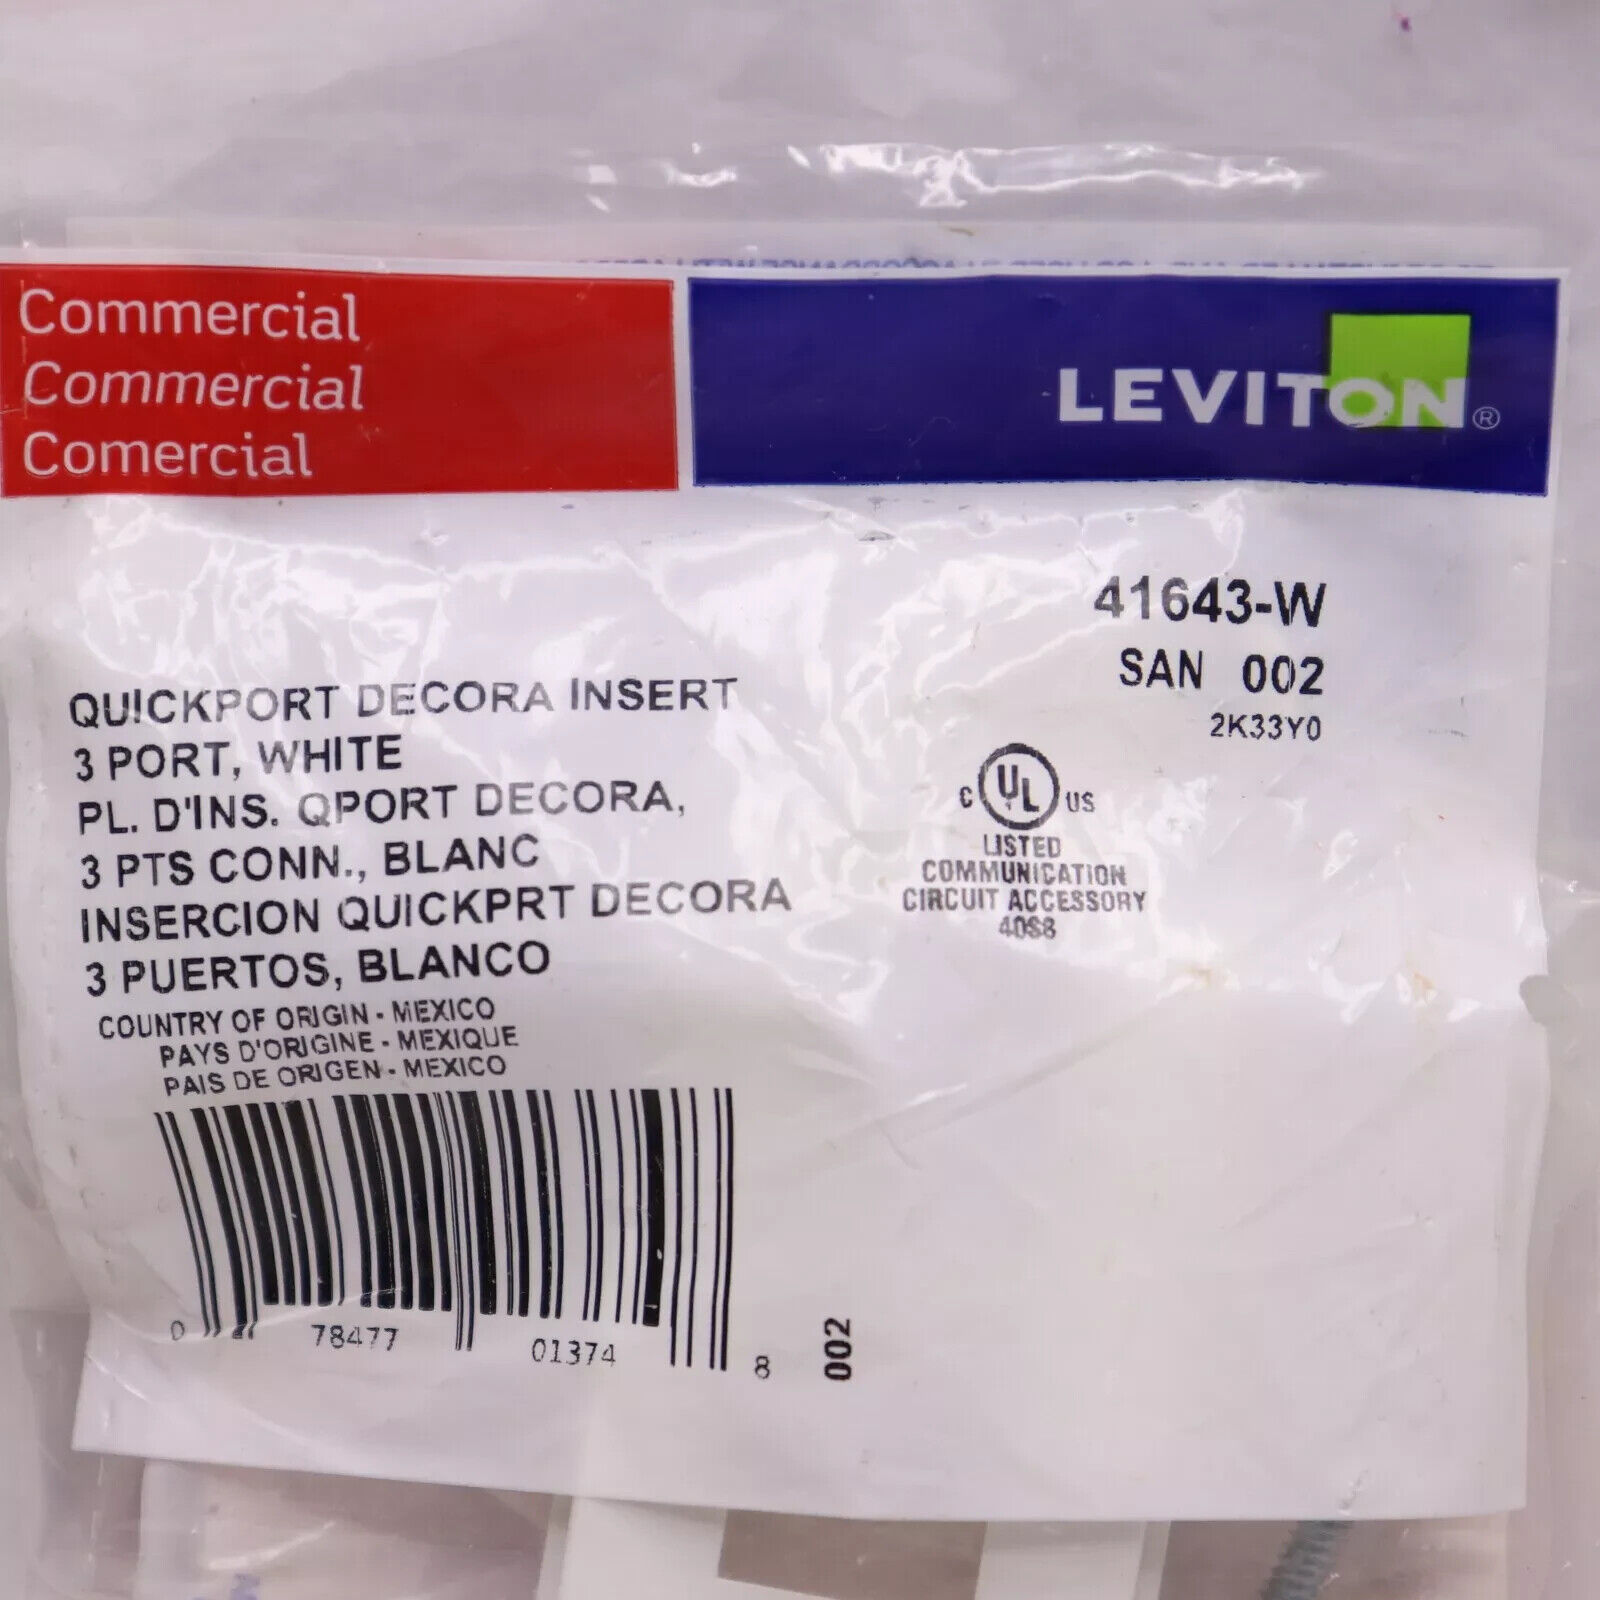 Commercial
Commercial
Comercial
LEVITON®
41643-W
SAN 002
2K33Y0
QUICKPORT DECORA INSERT
3 PORT, WHITE
PL. D'INS. QPORT DECORA,
3 PTS CONN., BLANC
INSERCION QUICKPRT DECORA
3 PUERTOS, BLANCO
COUNTRY OF ORIGIN - MEXICO
PAYS D'ORIGINE - MEXIQUE
PAIS DE ORIGEN - MEXICO
C UL US
LISTED
COMMUNICATION
CIRCUIT ACCESSORY
40S8
0 78477 01374 8
002